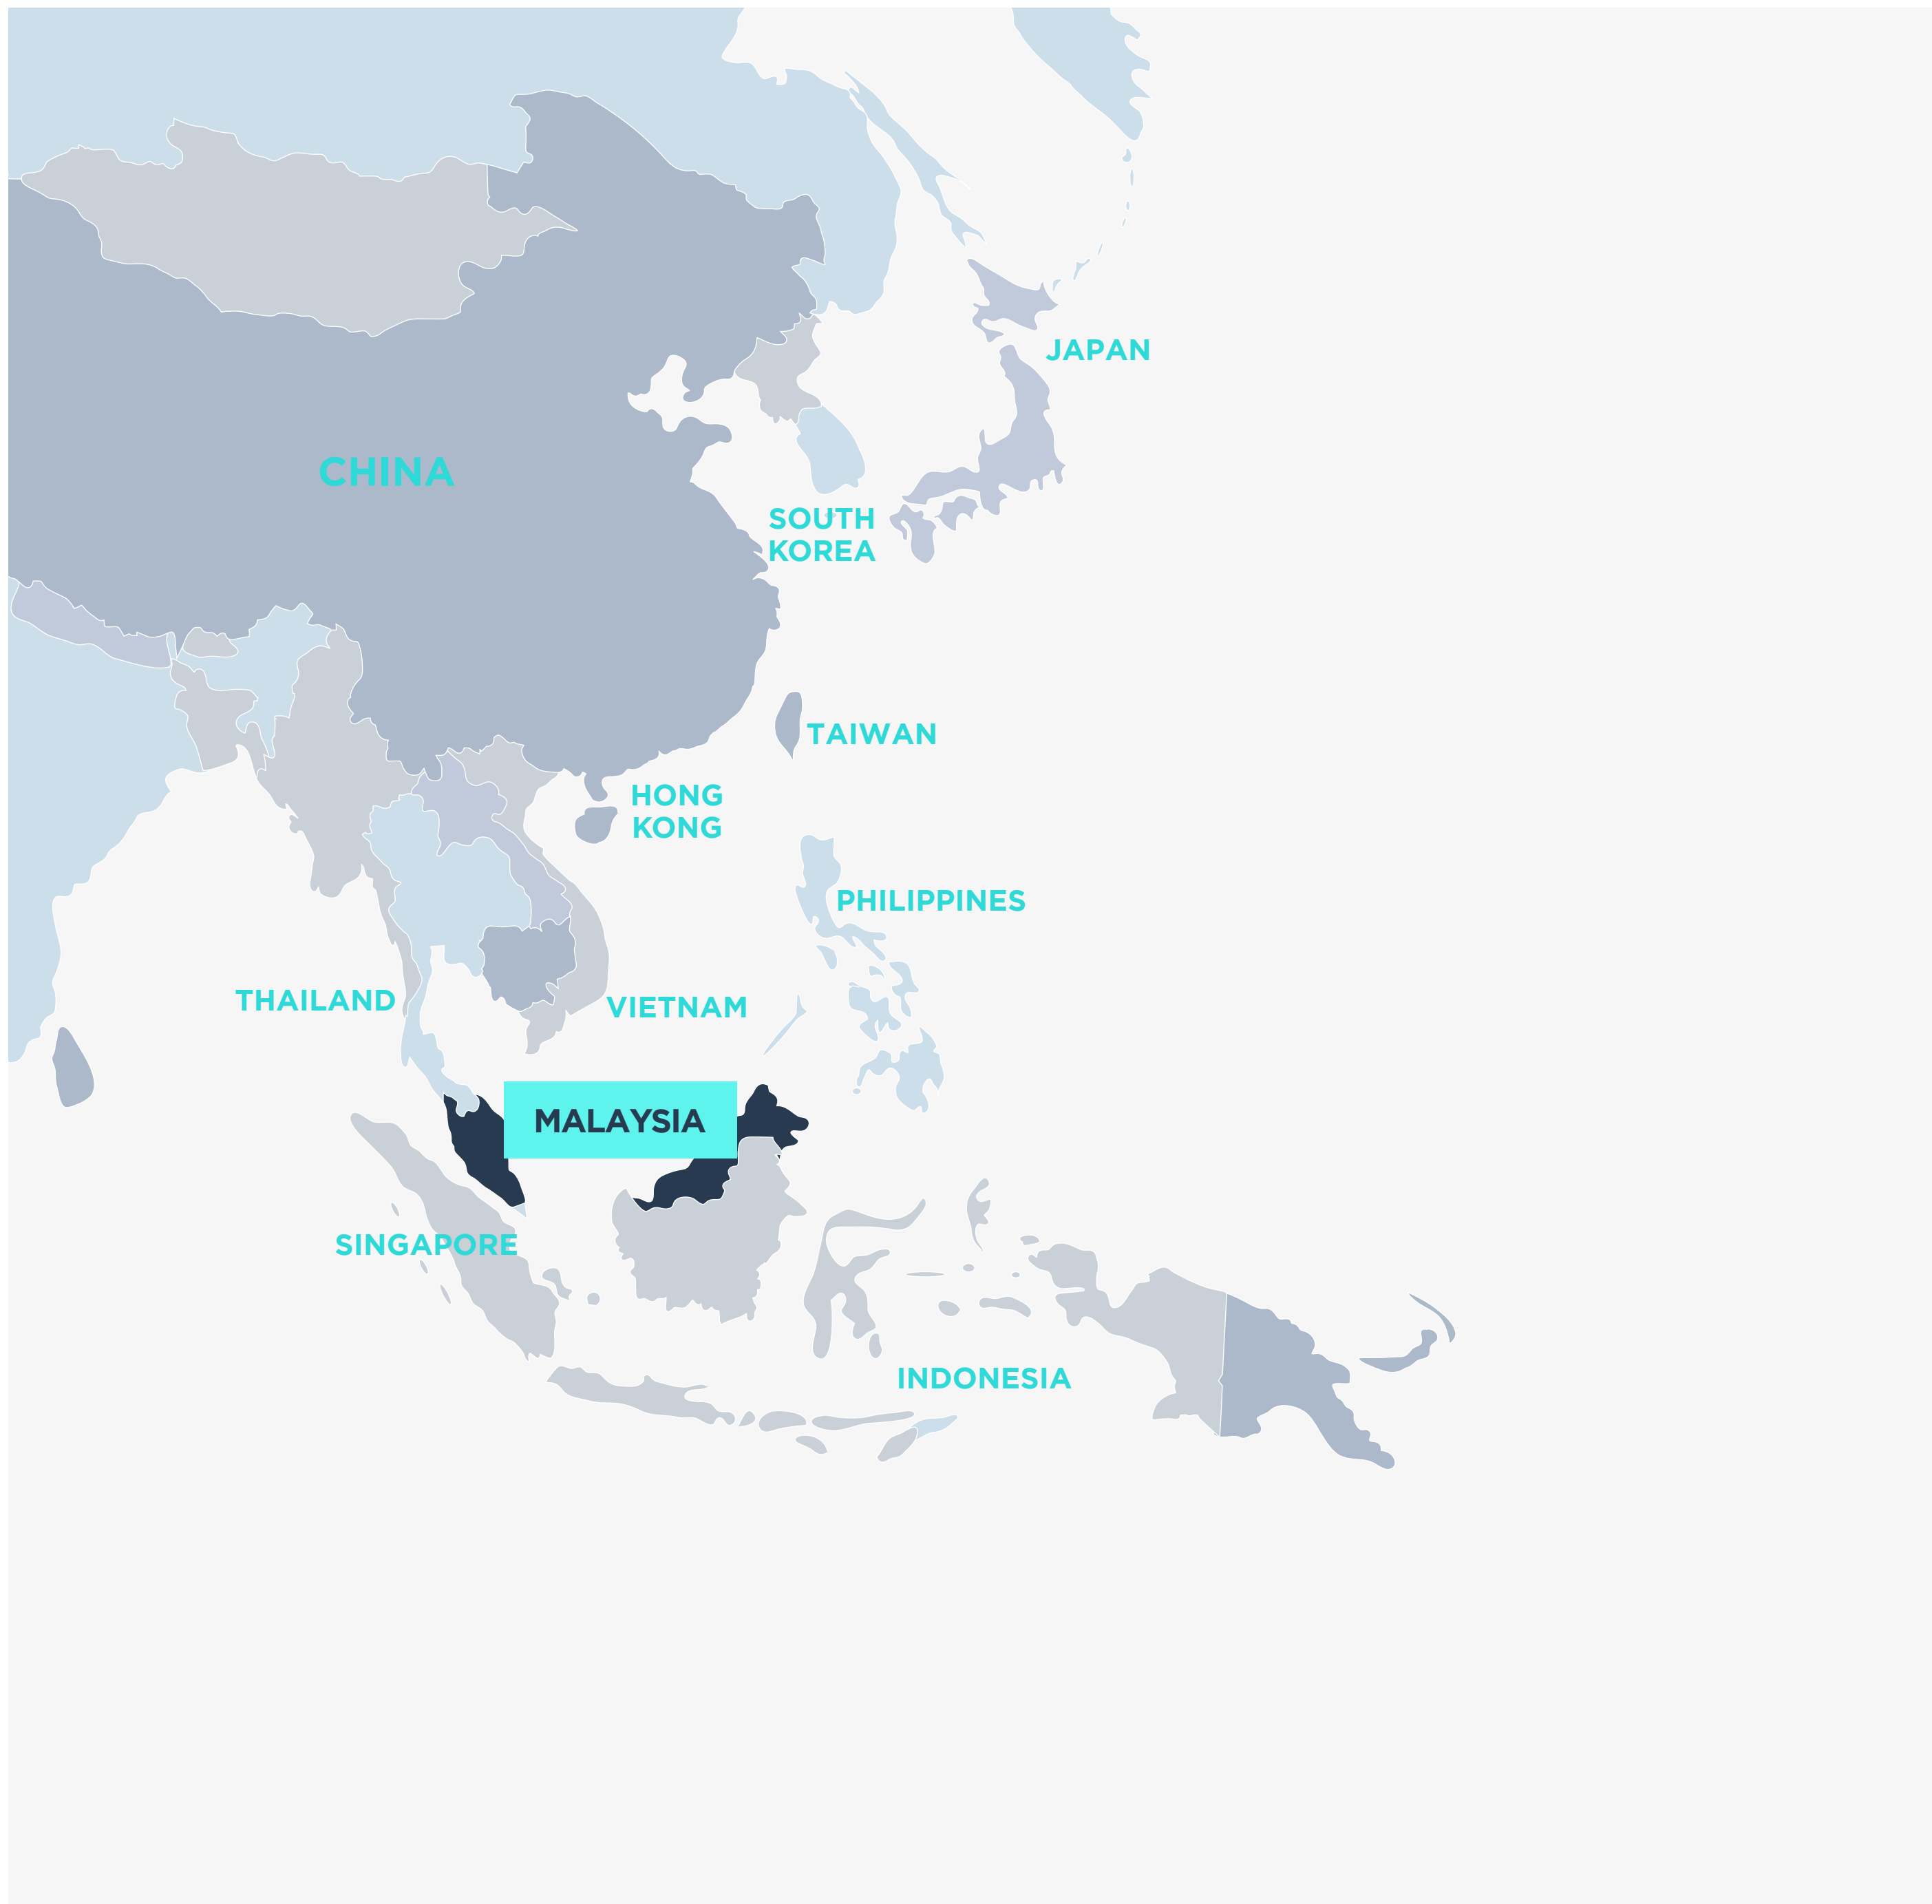 JAPAN
CHINA
SOUTH
KOREA
TAIWAN
HONG
KONG
PHILIPPINES
THAILAND
VIETNAM
MALAYSIA
SINGAPORE
INDONESIA